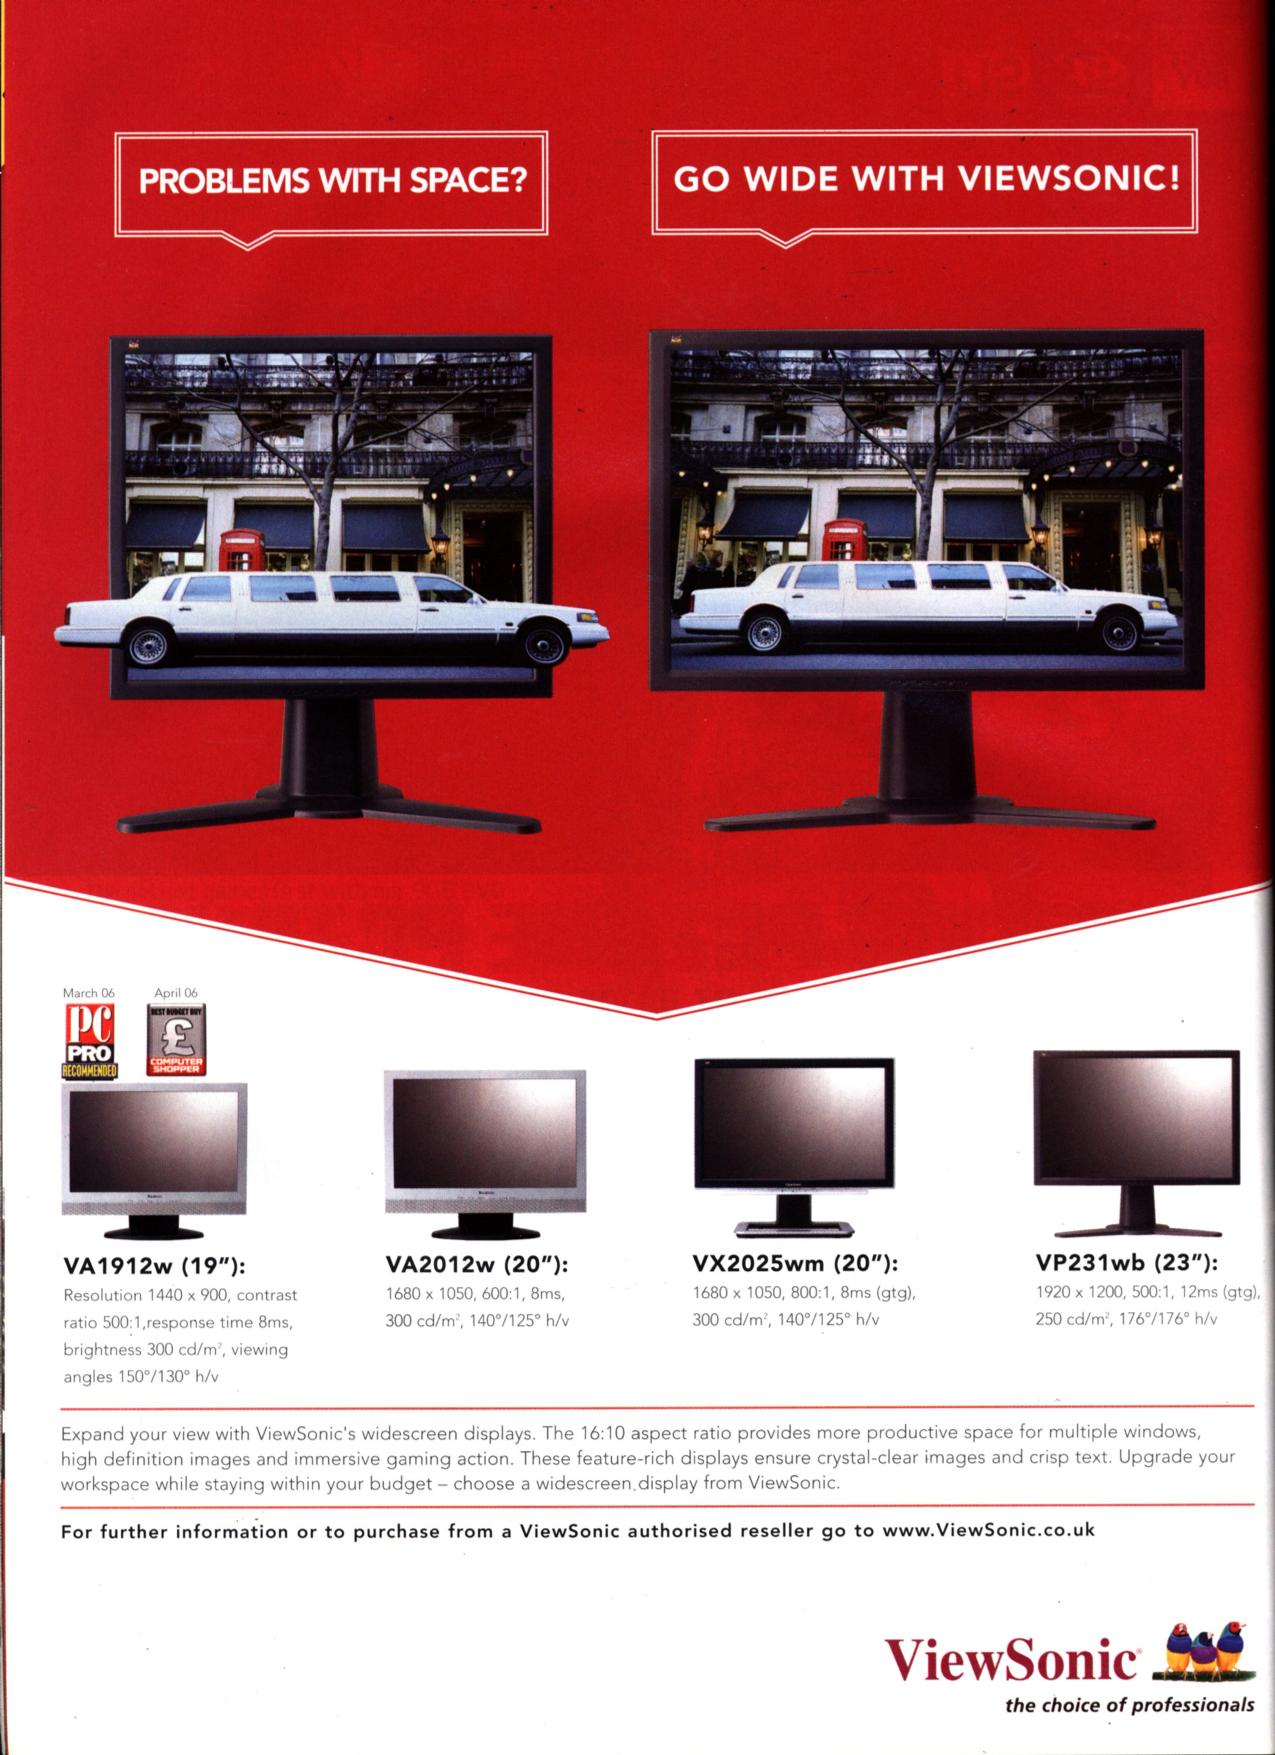 PROBLEMS WITH SPACE?
GO WIDE WITH VIEWSONIC!
March 06
April 06
PC
PRO
RECOMMENDED
BEST BUDGET BUY
£
COMPUTER
SHOPPER
VA1912w (19"):
Resolution 1440 x 900, contrast
ratio 500:1,response time 8ms,
brightness 300 cd/m², viewing
angles 150°/130° h/v
VA2012w (20"):
1680 x 1050, 600:1, 8ms,
300 cd/m², 140°/125° h/v
VX2025wm (20"):
1680 x 1050, 800:1, 8ms (gtg),
300 cd/m², 140°/125° h/v
VP231wb (23"):
1920 x 1200, 500:1, 12ms (gtg),
250 cd/m², 176°/176° h/v
Expand your view with ViewSonic's widescreen displays. The 16:10 aspect ratio provides more productive space for multiple windows,
high definition images and immersive gaming action. These feature-rich displays ensure crystal-clear images and crisp text. Upgrade your
workspace while staying within your budget – choose a widescreen display from ViewSonic.
For further information or to purchase from a ViewSonic authorised reseller go to www.ViewSonic.co.uk
ViewSonic®
the choice of professionals